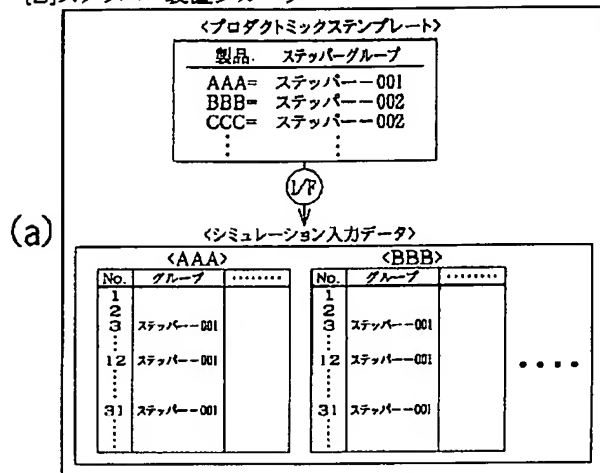 <プロダクトミックステンプレート>
製品. ステッパーグループ
AAA= ステッパー－001
BBB= ステッパー－002
CCC= ステッパー－002
I/F
(a)
<シミュレーション入力データ>
<AAA> <BBB>
No. グループ ‥‥‥‥ No. グループ ‥‥‥‥
1 1
2 2
3 ステッパー－001 3 ステッパー－001
12 ステッパー－001 12 ステッパー－001
31 ステッパー－001 31 ステッパー－001